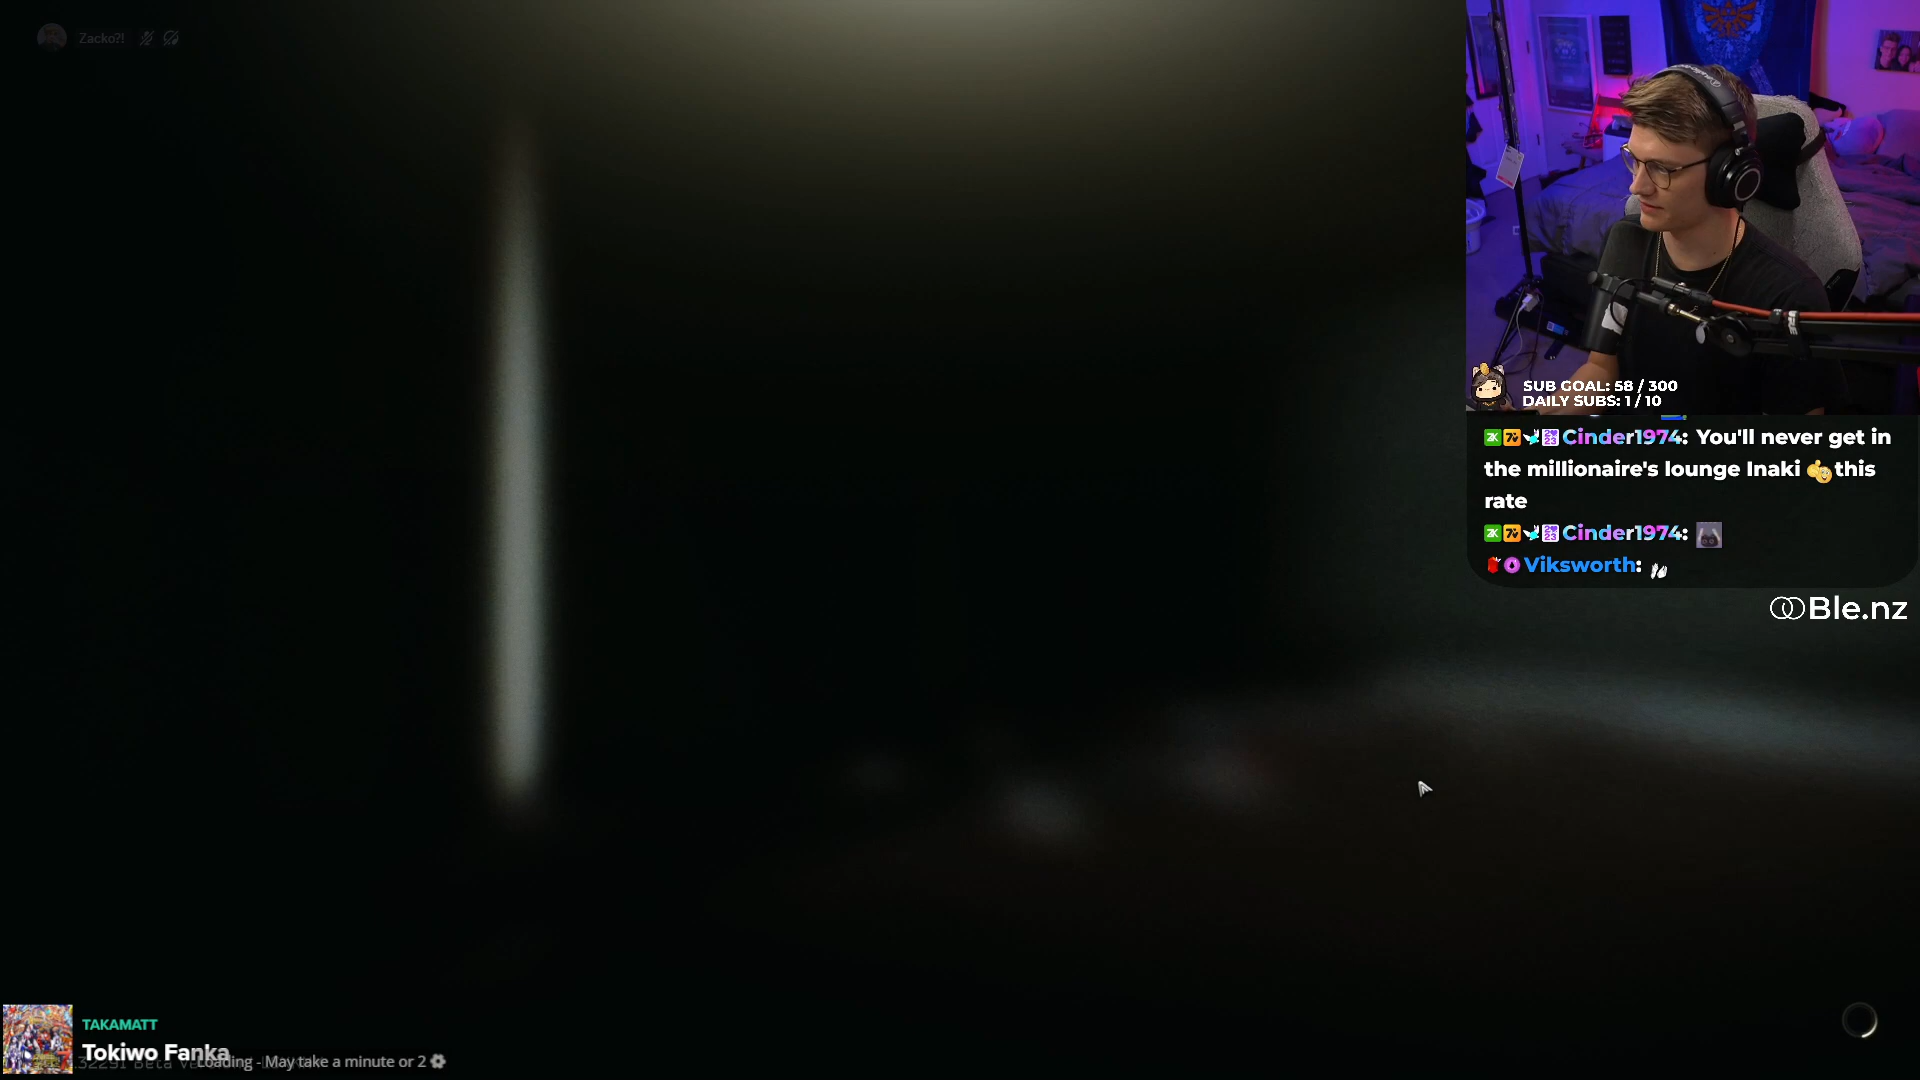 Zacko?!
SUB GOAL: 58 / 300
DAILY SUBS: 1 / 10
Cinder1974: You'll never get in
the millionaire's lounge Inaki this
rate
Cinder1974:
Viksworth:
Ble.nz
TAKAMATT
Tokiwo Fanka
Loading - May take a minute or 2